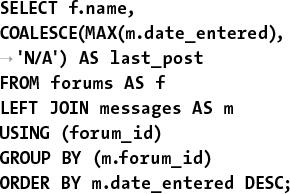 SELECT f.name,
COALESCE(MAX(m.date_entered),
→ 'N/A') AS last_post
FROM forums AS f
LEFT JOIN messages AS m
USING (forum_id)
GROUP BY (m.forum_id)
ORDER BY m.date_entered DESC;